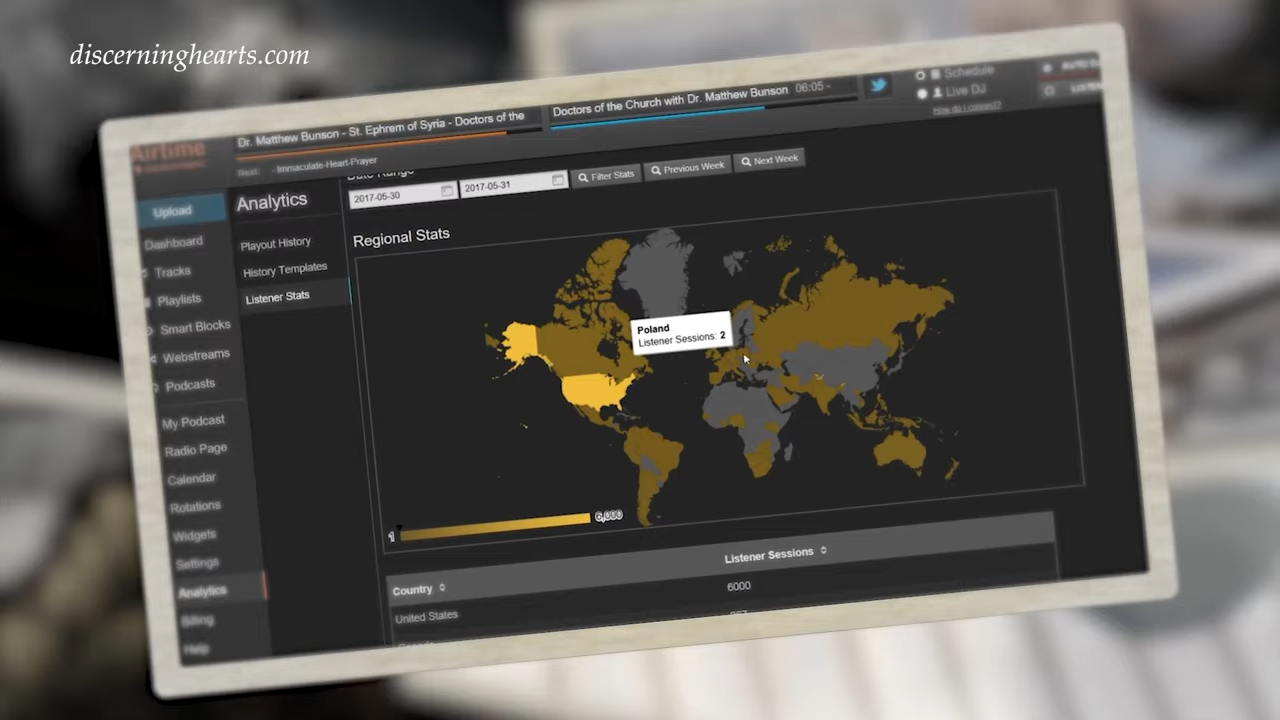 discerninghearts.com
Airtime
Dr. Matthew Bunson - St. Ephrem of Syria - Doctors of the
Doctors of the Church with Dr. Matthew Bunson 06:05 -
Next: - Immaculate-Heart-Prayer
Schedule
Live DJ
How do I connect?
Upload
Dashboard
Tracks
Playlists
Smart Blocks
Webstreams
Podcasts
My Podcast
Radio Page
Calendar
Rotations
Widgets
Settings
Analytics
Billing
Help
Analytics
Playout History
History Templates
Listener Stats
Date Range
2017-05-30
2017-05-31
Filter Stats
Previous Week
Next Week
Regional Stats
Poland
Listener Sessions: 2
1
6,000
Country
Listener Sessions
United States
6000